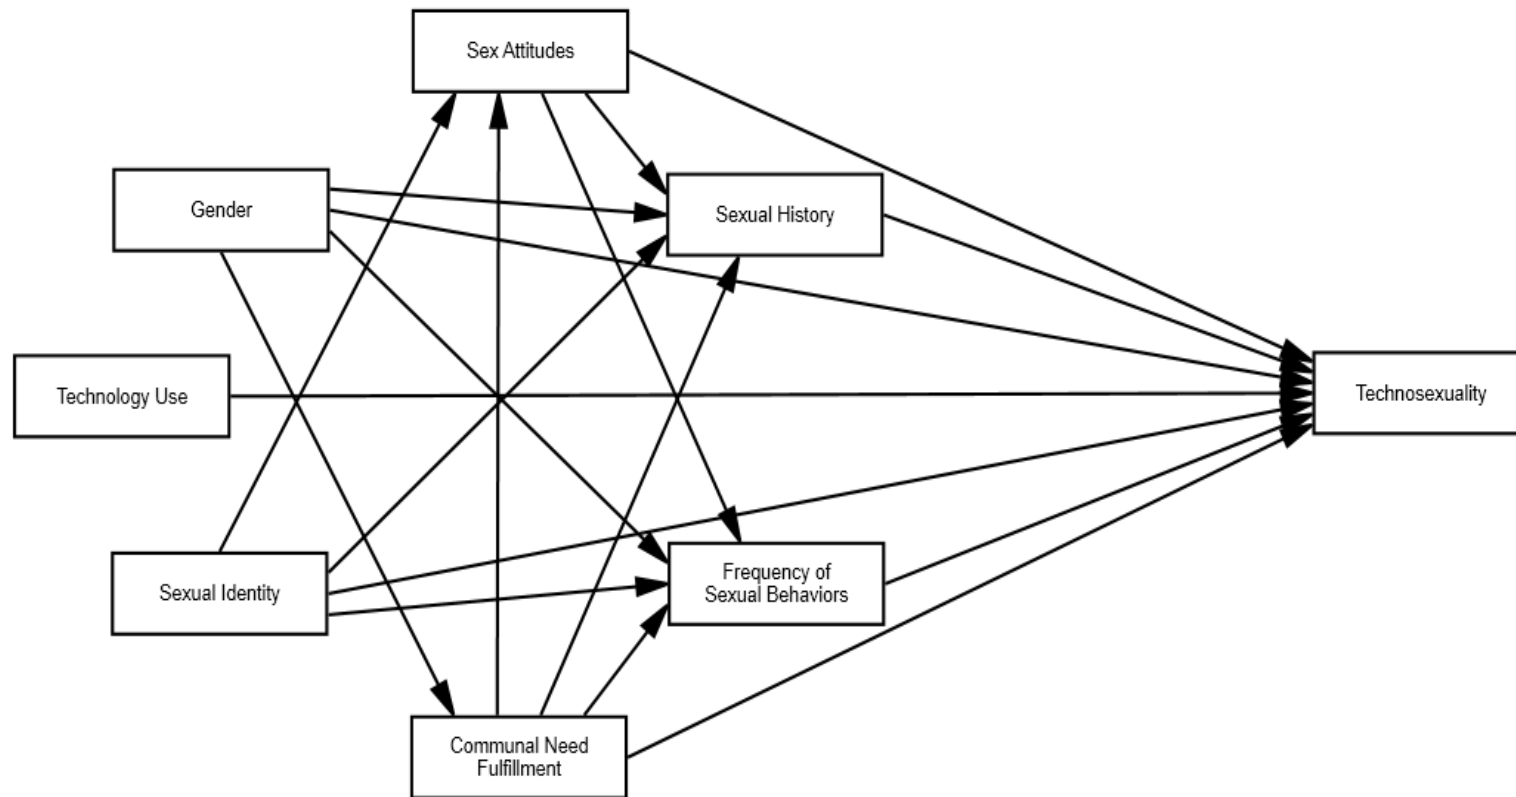 Sex Attitudes
Gender
Sexual History
Technology Use
Technosexuality
Sexual Identity
Frequency of
Sexual Behaviors
Communal Need
Fulfillment